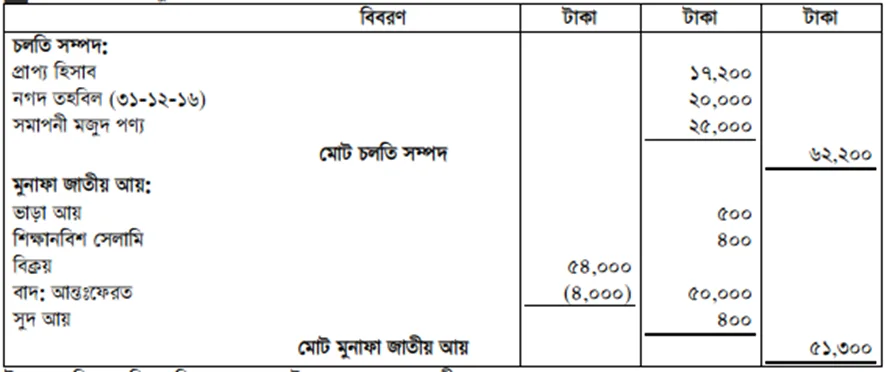 বিবরণ টাকা টাকা টাকা
চলতি সম্পদ:
প্রাপ্য হিসাব ১৭,২০০
নগদ তহবিল (৩১-১২-১৬) ২০,০০০
সমাপনী মজুদ পণ্য ২৫,০০০
মোট চলতি সম্পদ ৬২,২০০
মুনাফা জাতীয় আয়:
ভাড়া আয় ৫০০
শিক্ষানবিশ সেলামি ৪০০
বিক্রয় ৫৪,০০০
বাদ: আন্তঃফেরত (৪,০০০) ৫০,০০০
সুদ আয় ৪০০
মোট মুনাফা জাতীয় আয় ৫১,৩০০